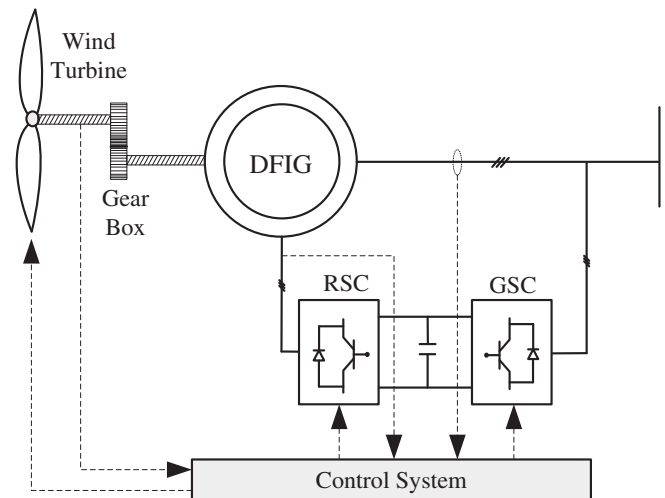 Wind
Turbine
DFIG
Gear
Box
RSC
GSC
Control System